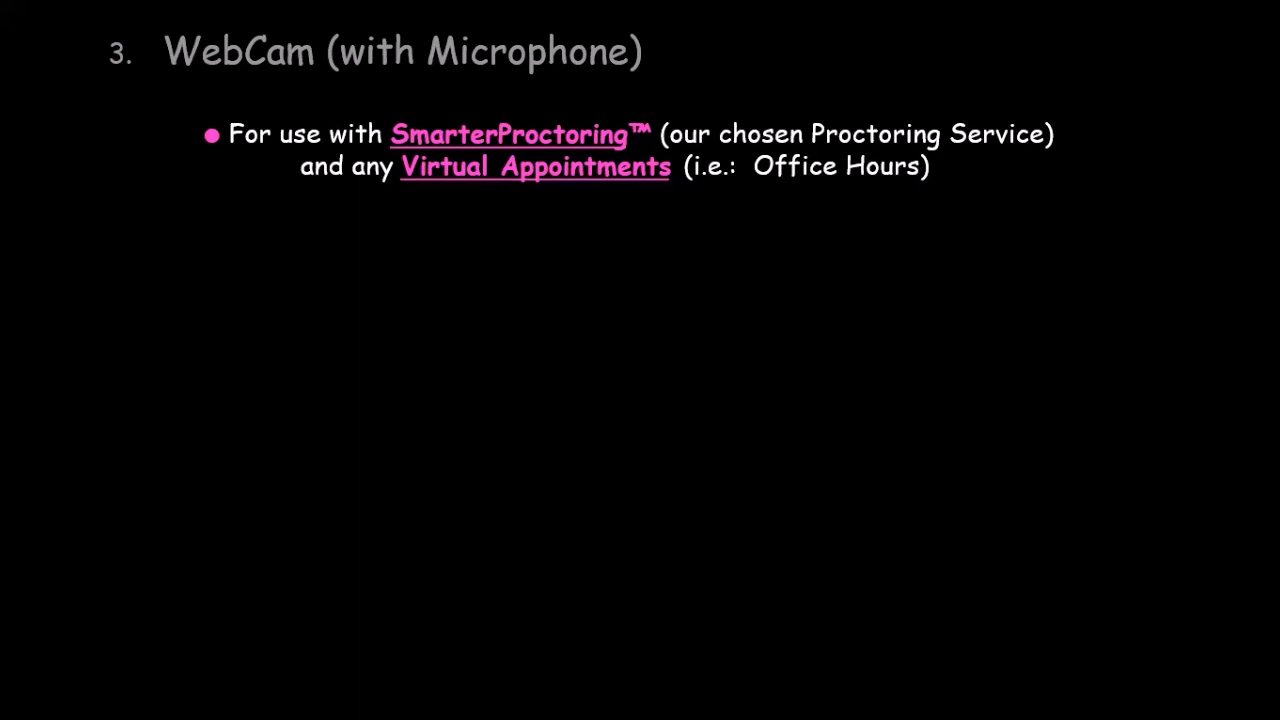 3. WebCam (with Microphone)
● For use with SmarterProctoring™ (our chosen Proctoring Service)
and any Virtual Appointments (i.e.: Office Hours)